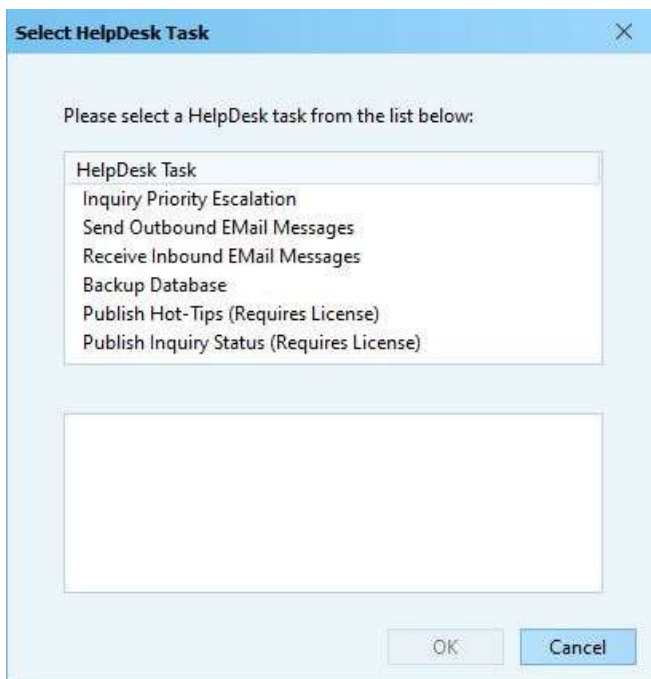 Select HelpDesk Task
Please select a HelpDesk task from the list below:
HelpDesk Task
Inquiry Priority Escalation
Send Outbound EMail Messages
Receive Inbound EMail Messages
Backup Database
Publish Hot-Tips (Requires License)
Publish Inquiry Status (Requires License)
OK
Cancel